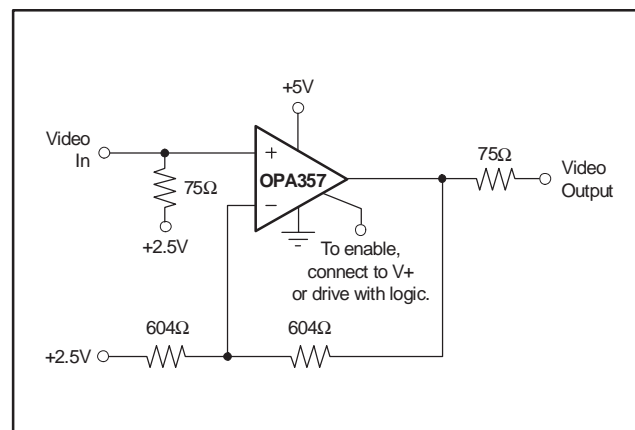 +5V
Video
In
+
OPA357
−
75Ω
+2.5V
75Ω
Video
Output
To enable,
connect to V+
or drive with logic.
604Ω
604Ω
+2.5V